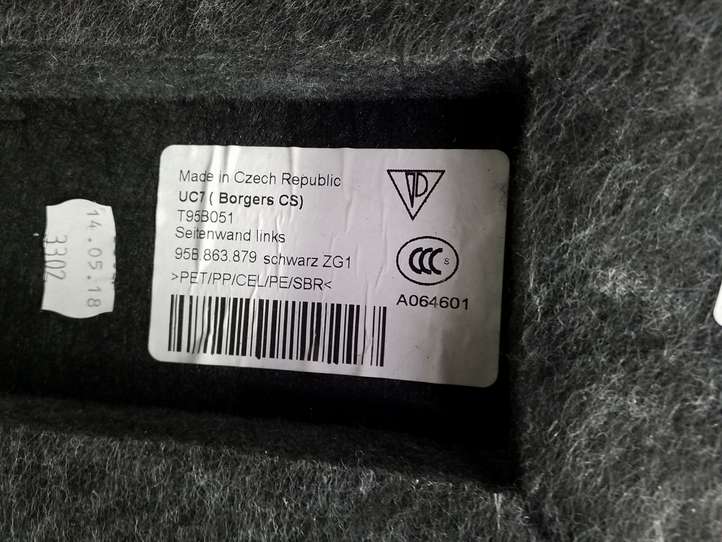 Made in Czech Republic
UC7 ( Borgers CS)
T95B051
Seitenwand links
95B.863.879 schwarz ZG1
>PET/PP/CEL/PE/SBR<
CCC S
A064601
14.05.18
3302